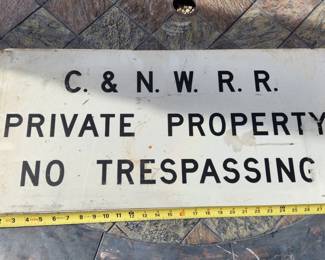 C. & N. W. R. R.
PRIVATE PROPERTY
NO TRESPASSING